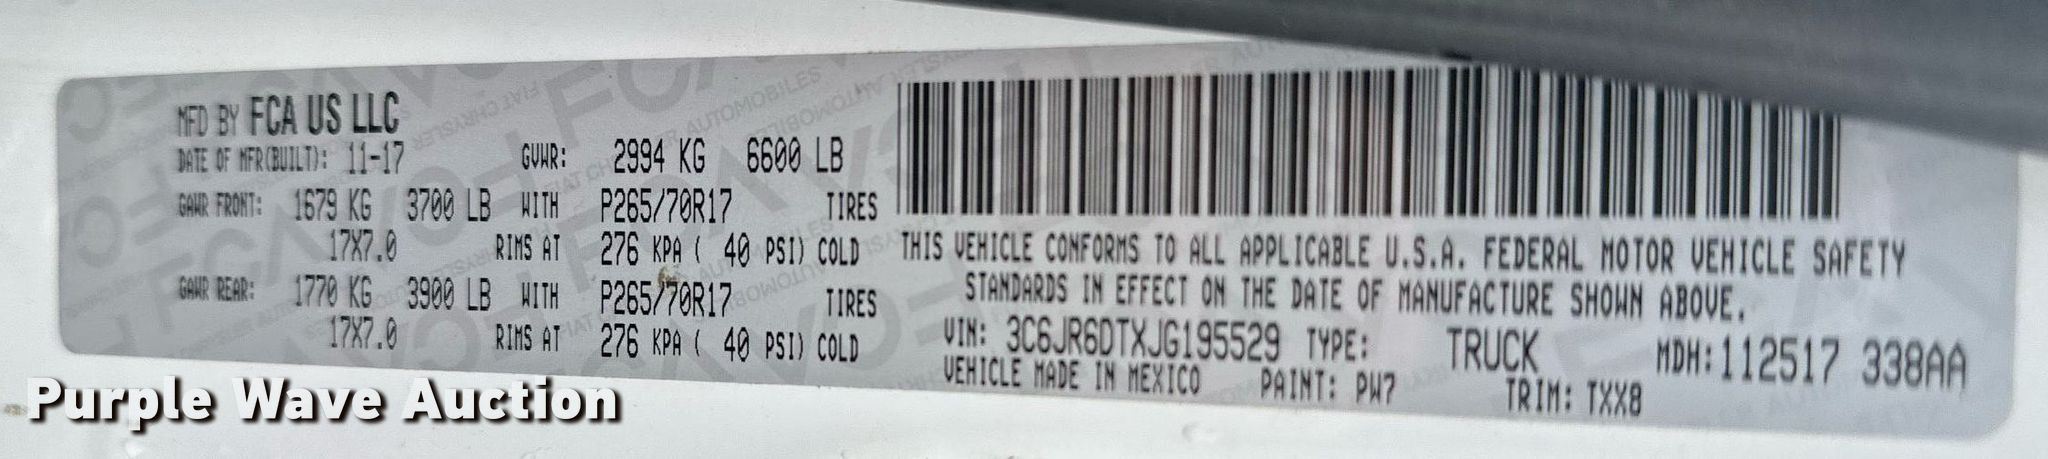 MFD BY FCA US LLC
DATE OF MFR(BUILT): 11-17 GVWR: 2994 KG 6600 LB
GAWR FRONT: 1679 KG 3700 LB WITH P265/70R17 TIRES
17X7.0 RIMS AT 276 KPA ( 40 PSI) COLD
GAWR REAR: 1770 KG 3900 LB WITH P265/70R17 TIRES
17X7.0 RIMS AT 276 KPA ( 40 PSI) COLD
THIS VEHICLE CONFORMS TO ALL APPLICABLE U.S.A. FEDERAL MOTOR VEHICLE SAFETY
STANDARDS IN EFFECT ON THE DATE OF MANUFACTURE SHOWN ABOVE.
VIN: 3C6JR6DTXJG195529 TYPE: TRUCK MDH: 112517 338AA
VEHICLE MADE IN MEXICO PAINT: PW7 TRIM: TXX8
Purple Wave Auction